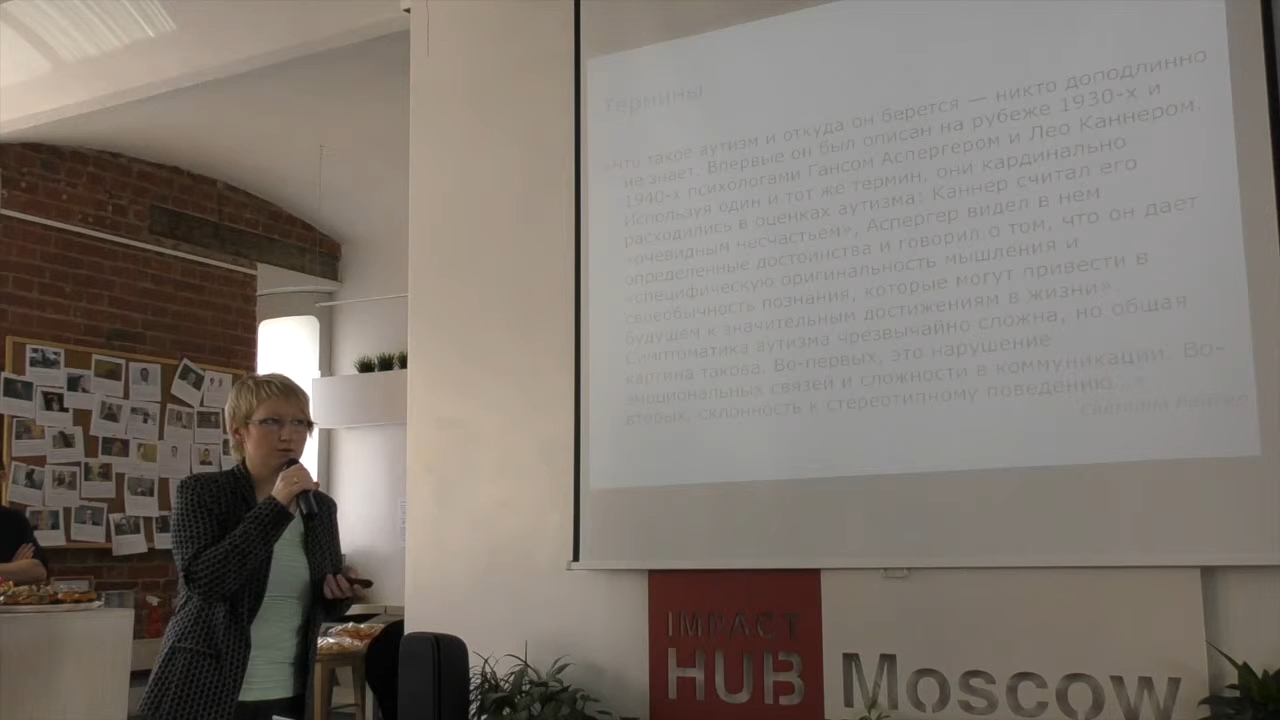 Термины
«Что такое аутизм и откуда он берется — никто доподлинно
не знает. Впервые он был описан на рубеже 1930-х и
1940-х психологами Гансом Аспергером и Лео Каннером.
Используя один и тот же термин, они кардинально
расходились в оценках аутизма: Каннер считал его
«очевидным несчастьем», Аспергер видел в нем
определенные достоинства и говорил о том, что он дает
«специфическую оригинальность мышления и
своеобычность познания, которые могут привести в
будущем к значительным достижениям в жизни».
Симптоматика аутизма чрезвычайно сложна, но общая
картина такова. Во-первых, это нарушение
эмоциональных связей и сложности в коммуникации. Во-
вторых, склонность к стереотипному поведению...»
Светлана
IMPACT
HUB Moscow